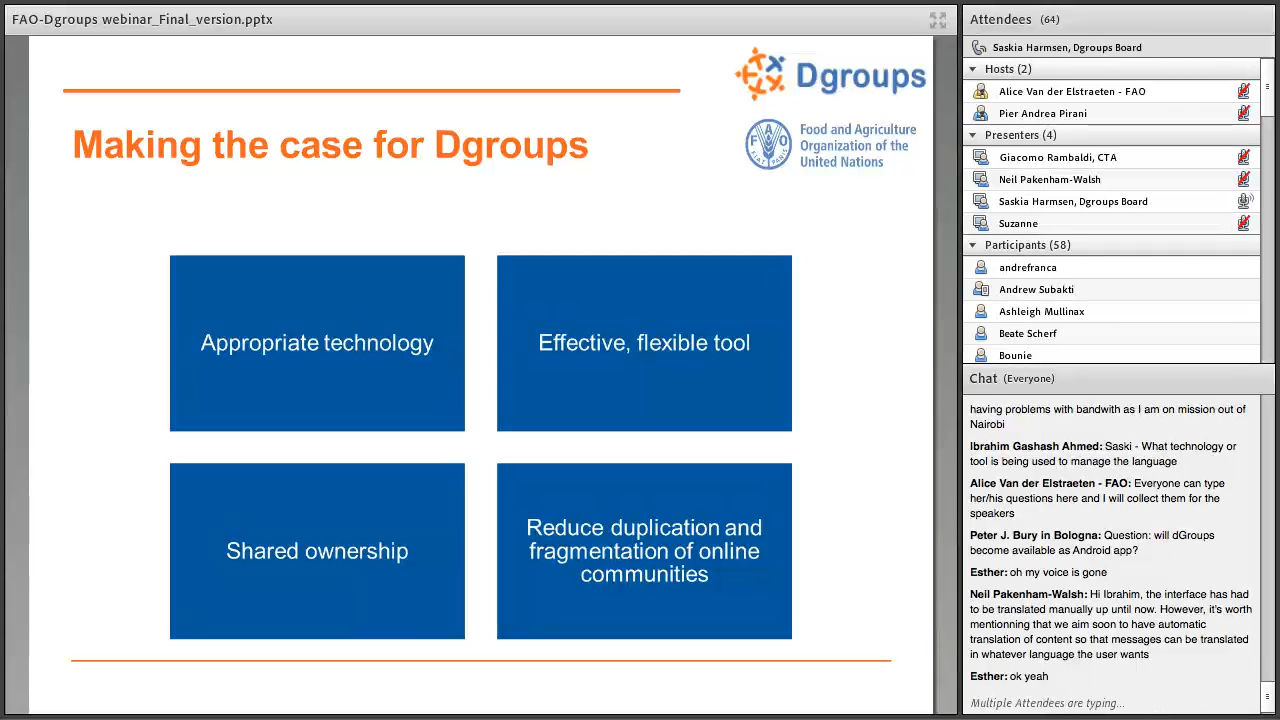 FAO-Dgroups webinar_Final_version.pptx
Dgroups
Making the case for Dgroups
FAO
FIAT PANIS
Food and Agriculture
Organization of the
United Nations
Appropriate technology
Effective, flexible tool
Shared ownership
Reduce duplication and
fragmentation of online
communities
Attendees (64)
Saskia Harmsen, Dgroups Board
Hosts (2)
Alice Van der Elstraeten - FAO
Pier Andrea Pirani
Presenters (4)
Giacomo Rambaldi, CTA
Neil Pakenham-Walsh
Saskia Harmsen, Dgroups Board
Suzanne
Participants (58)
andrefranca
Andrew Subakti
Ashleigh Mullinax
Beate Scherf
Bounie
Chat (Everyone)
having problems with bandwith as I am on mission out of
Nairobi
Ibrahim Gashash Ahmed: Saski - What technology or
tool is being used to manage the language
Alice Van der Elstraeten - FAO: Everyone can type
her/his questions here and I will collect them for the
speakers
Peter J. Bury in Bologna: Question: will dGroups
become available as Android app?
Esther: oh my voice is gone
Neil Pakenham-Walsh: Hi Ibrahim, the interface has had
to be translated manually up until now. However, it's worth
mentionning that we aim soon to have automatic
translation of content so that messages can be translated
in whatever language the user wants
Esther: ok yeah
Multiple Attendees are typing...